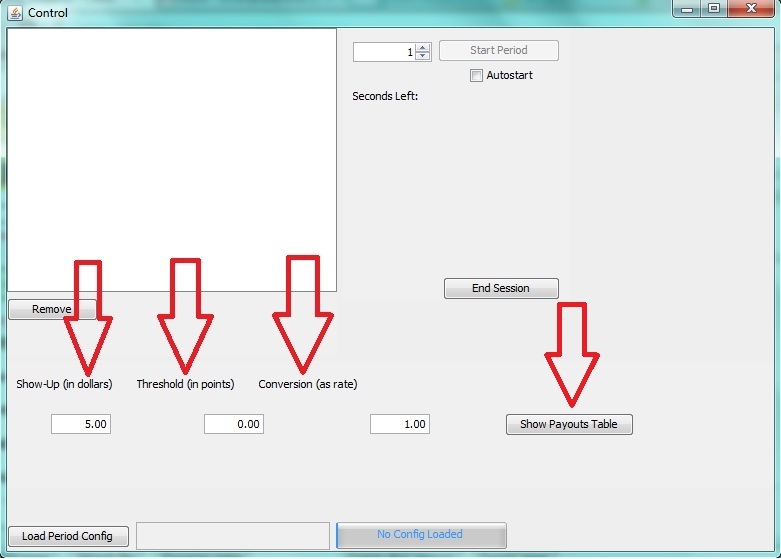 Control
1
Start Period
Autostart
Seconds Left:
End Session
Remove
Show-Up (in dollars)
Threshold (in points)
Conversion (as rate)
5.00
0.00
1.00
Show Payouts Table
Load Period Config
No Config Loaded